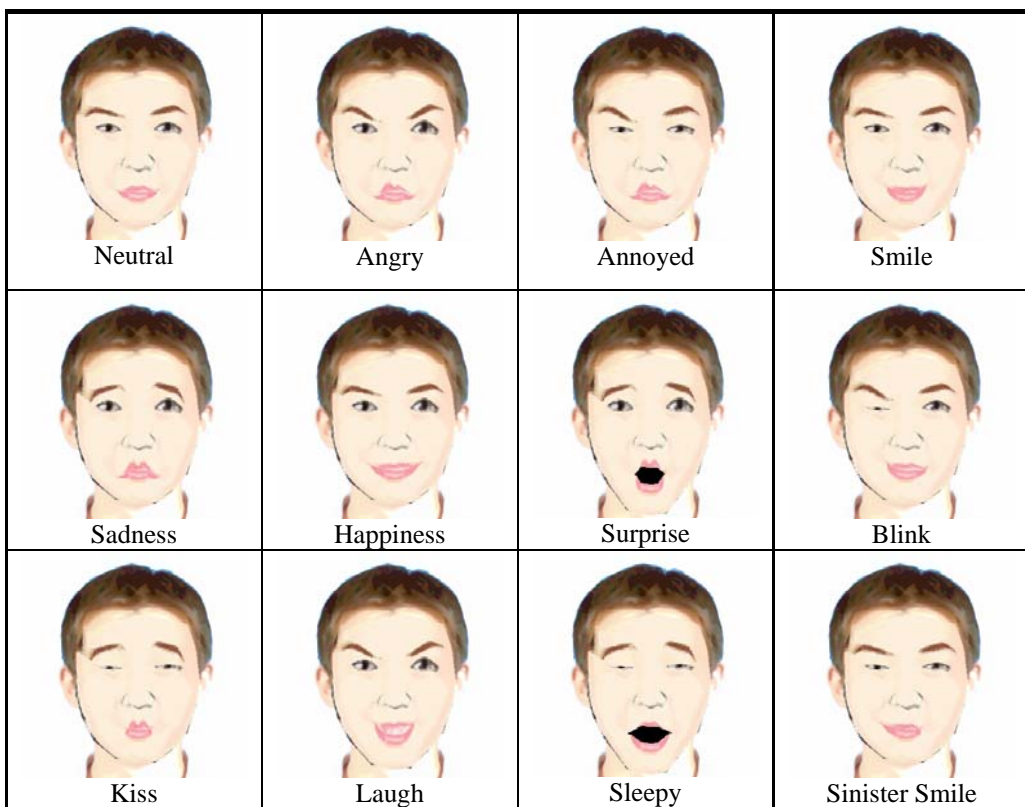 Neutral
Angry
Annoyed
Smile
Sadness
Happiness
Surprise
Blink
Kiss
Laugh
Sleepy
Sinister Smile